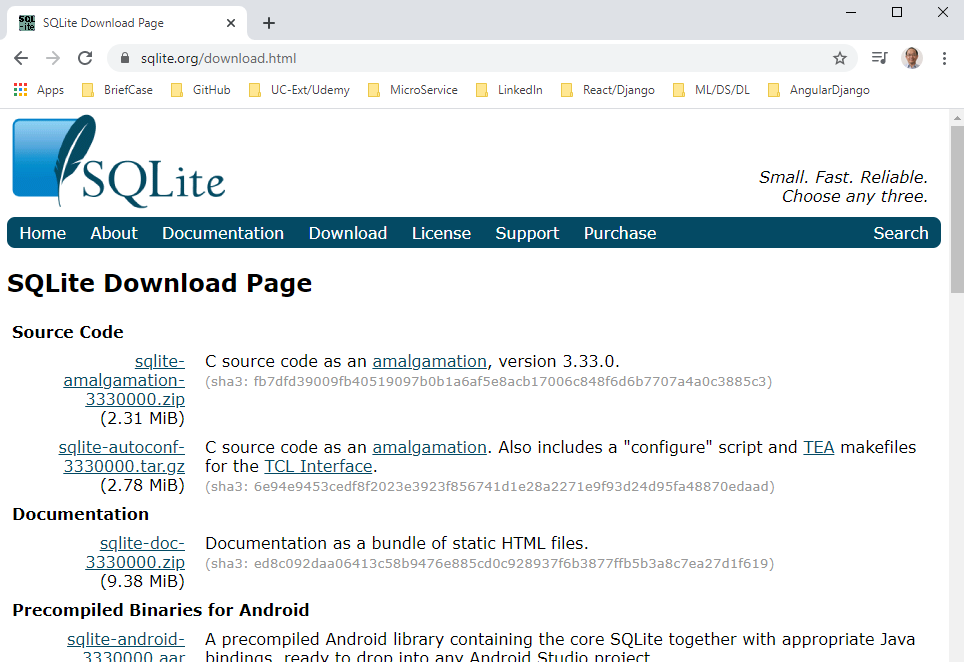 SQLite Download Page
sqlite.org/download.html
Apps BriefCase GitHub UC-Ext/Udemy MicroService LinkedIn React/Django ML/DS/DL AngularDjango
SQLite
Small. Fast. Reliable.
Choose any three.
Home About Documentation Download License Support Purchase Search
SQLite Download Page
Source Code
sqlite-
amalgamation-
3330000.zip
(2.31 MiB)
C source code as an amalgamation, version 3.33.0.
(sha3: fb7dfd39009fb40519097b0b1a6af5e8acb17006c848f6d6b7707a4a0c3885c3)
sqlite-autoconf-
3330000.tar.gz
(2.78 MiB)
C source code as an amalgamation. Also includes a "configure" script and TEA makefiles
for the TCL Interface.
(sha3: 6e94e9453cedf8f2023e3923f856741d1e28a2271e9f93d24d95fa48870edaad)
Documentation
sqlite-doc-
3330000.zip
(9.38 MiB)
Documentation as a bundle of static HTML files.
(sha3: ed8c092daa06413c58b9476e885cd0c928937f6b3877ffb5b3a8c7ea27d1f619)
Precompiled Binaries for Android
sqlite-android-
3330000.aar
A precompiled Android library containing the core SQLite together with appropriate Java
bindings, ready to drop into any Android Studio project.